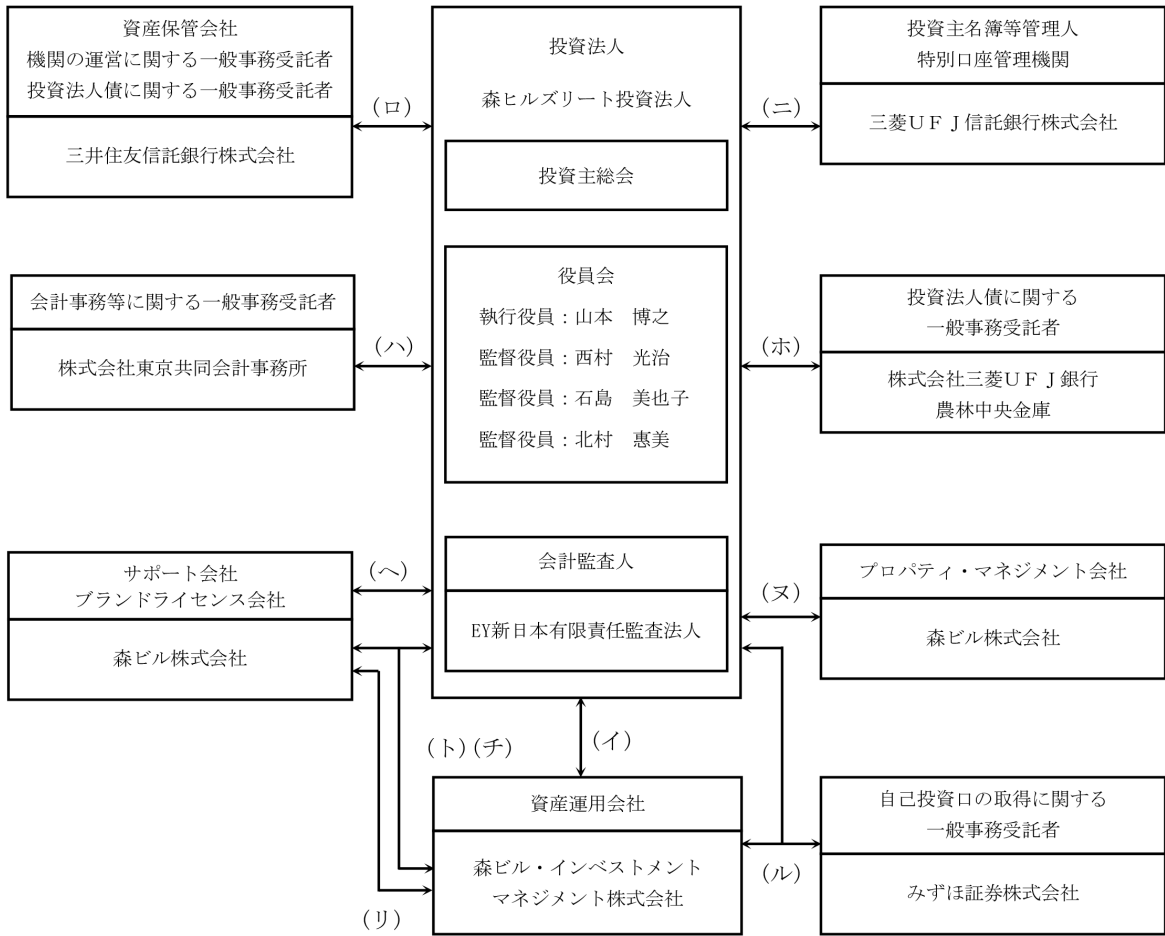 資産保管会社
機関の運営に関する一般事務受託者
投資法人債に関する一般事務受託者
三井住友信託銀行株式会社
(ロ)
投資法人
森ヒルズリート投資法人
投資主総会
(ニ)
投資主名簿等管理人
特別口座管理機関
三菱UFJ信託銀行株式会社
会計事務等に関する一般事務受託者
株式会社東京共同会計事務所
(ハ)
役員会
執行役員:山本 博之
監督役員:西村 光治
監督役員:石島 美也子
監督役員:北村 惠美
(ホ)
投資法人債に関する
一般事務受託者
株式会社三菱UFJ銀行
農林中央金庫
サポート会社
ブランドライセンス会社
森ビル株式会社
(ヘ)
会計監査人
EY新日本有限責任監査法人
(ヌ)
プロパティ・マネジメント会社
森ビル株式会社
(ト)(チ)
(イ)
資産運用会社
森ビル・インベストメント
マネジメント株式会社
(リ)
(ル)
自己投資口の取得に関する
一般事務受託者
みずほ証券株式会社